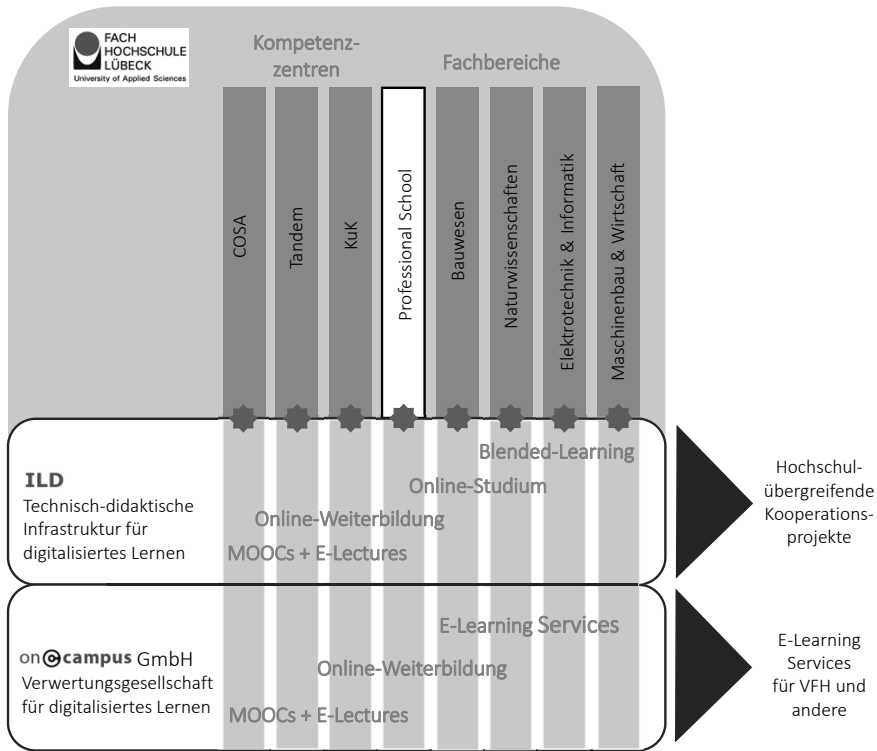 FACH
HOCHSCHULE
LÜBECK
University of Applied Sciences
Kompetenz-
zentren
Fachbereiche
COSA
Tandem
KuK
Professional School
Bauwesen
Naturwissenschaften
Elektrotechnik & Informatik
Maschinenbau & Wirtschaft
ILD
Technisch-didaktische
Infrastruktur für
digitalisiertes Lernen
Blended-Learning
Online-Studium
Online-Weiterbildung
MOOCs + E-Lectures
Hochschul-
übergreifende
Kooperations-
projekte
oncampus GmbH
Verwertungsgesellschaft
für digitalisiertes Lernen
E-Learning Services
Online-Weiterbildung
MOOCs + E-Lectures
E-Learning
Services
für VFH und
andere